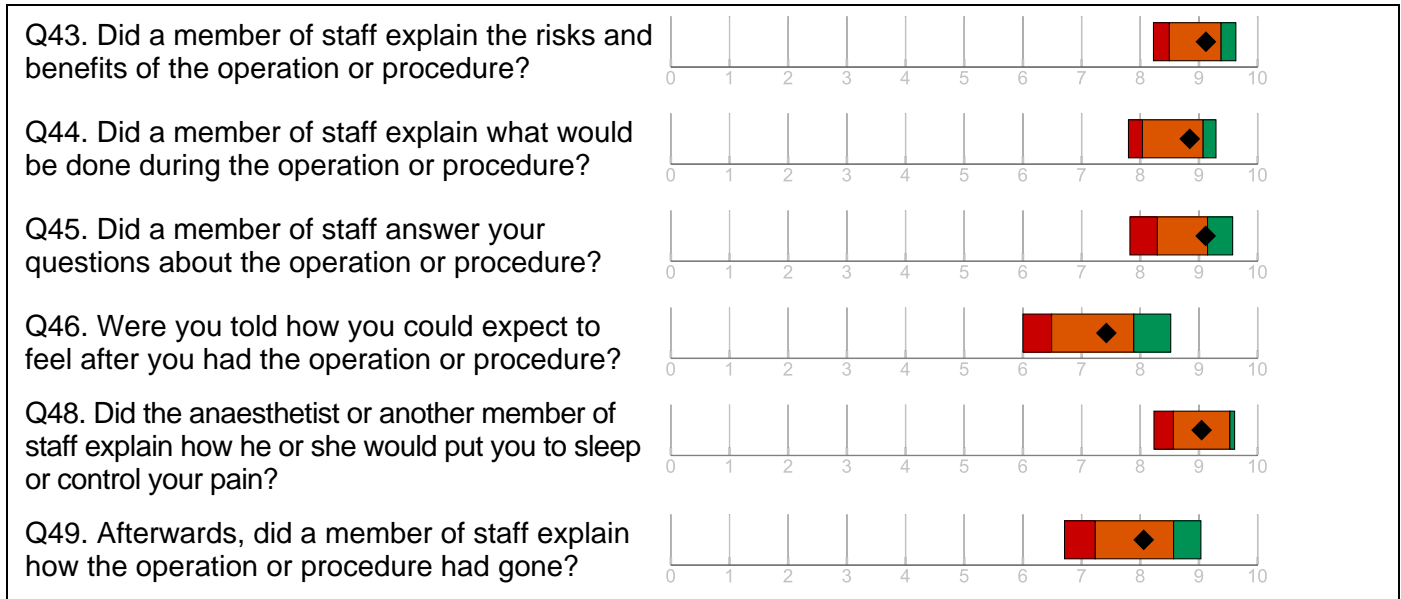 Q43. Did a member of staff explain the risks and
benefits of the operation or procedure?
0 1 2 3 4 5 6 7 8 9 10
Q44. Did a member of staff explain what would
be done during the operation or procedure?
0 1 2 3 4 5 6 7 8 9 10
Q45. Did a member of staff answer your
questions about the operation or procedure?
0 1 2 3 4 5 6 7 8 9 10
Q46. Were you told how you could expect to
feel after you had the operation or procedure?
0 1 2 3 4 5 6 7 8 9 10
Q48. Did the anaesthetist or another member of
staff explain how he or she would put you to sleep
or control your pain?
0 1 2 3 4 5 6 7 8 9 10
Q49. Afterwards, did a member of staff explain
how the operation or procedure had gone?
0 1 2 3 4 5 6 7 8 9 10